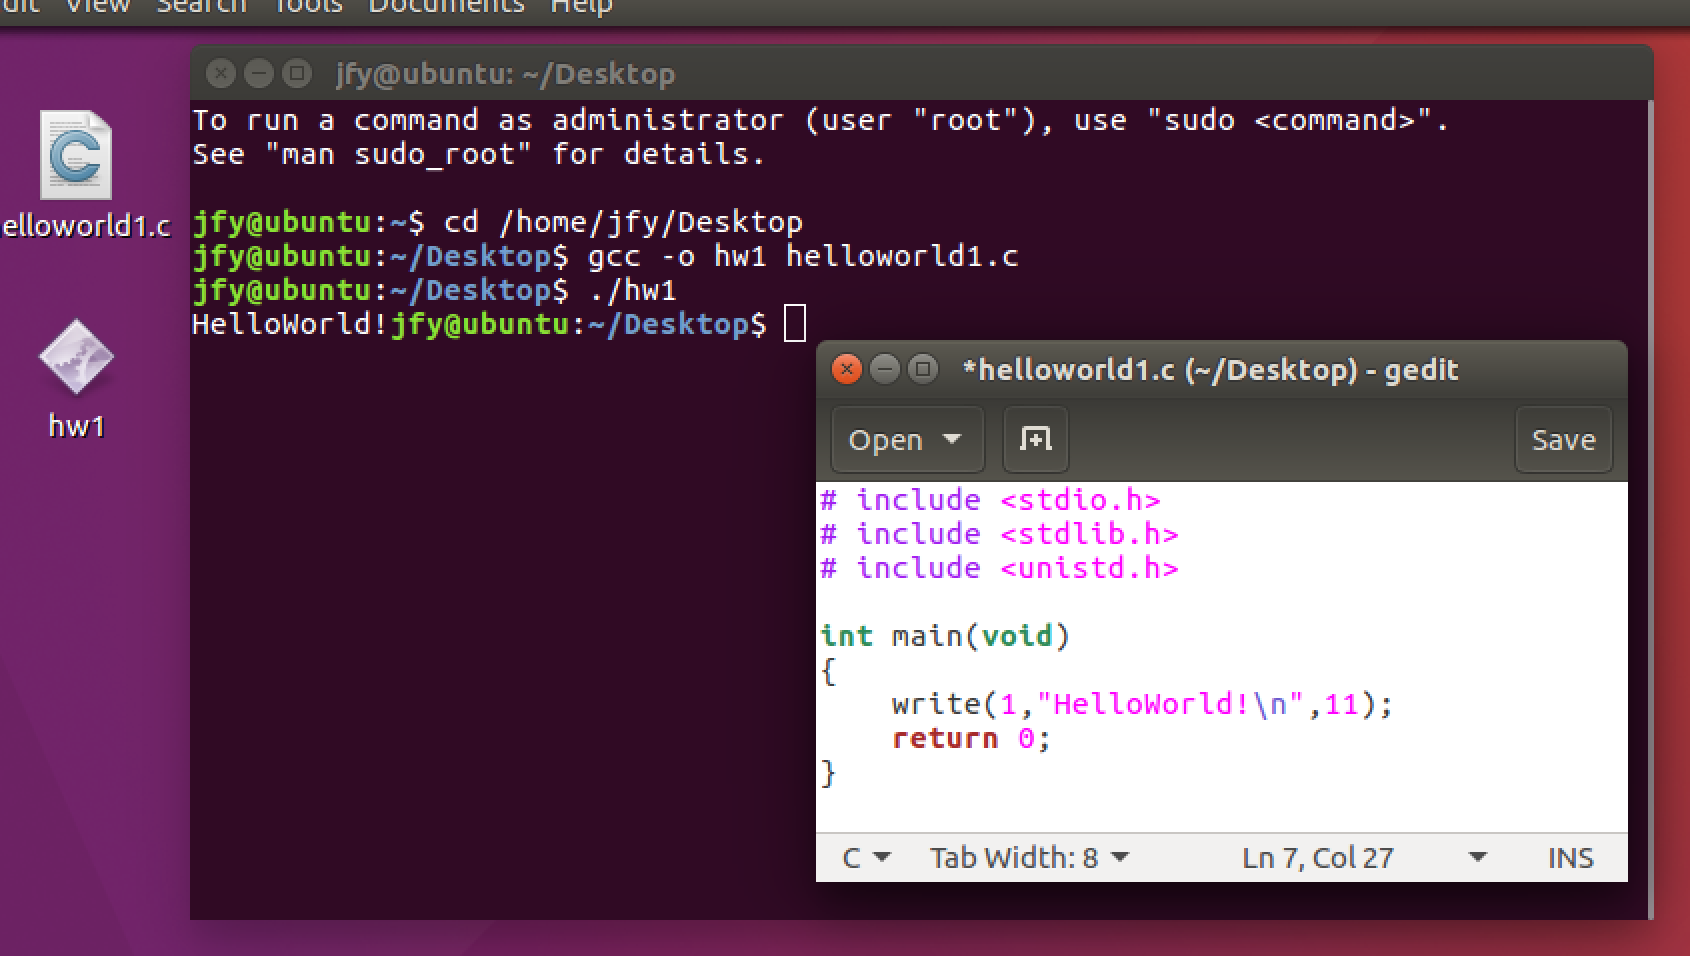 View Search Tools Documents Help
jfy@ubuntu: ~/Desktop
To run a command as administrator (user "root"), use "sudo <command>".
See "man sudo_root" for details.
jfy@ubuntu:~$ cd /home/jfy/Desktop
jfy@ubuntu:~/Desktop$ gcc -o hw1 helloworld1.c
jfy@ubuntu:~/Desktop$ ./hw1
HelloWorld!jfy@ubuntu:~/Desktop$
elloworld1.c
hw1
*helloworld1.c (~/Desktop) - gedit
Open
Save
# include <stdio.h>
# include <stdlib.h>
# include <unistd.h>
int main(void)
{
    write(1,"HelloWorld!\n",11);
    return 0;
}
C Tab Width: 8 Ln 7, Col 27 INS